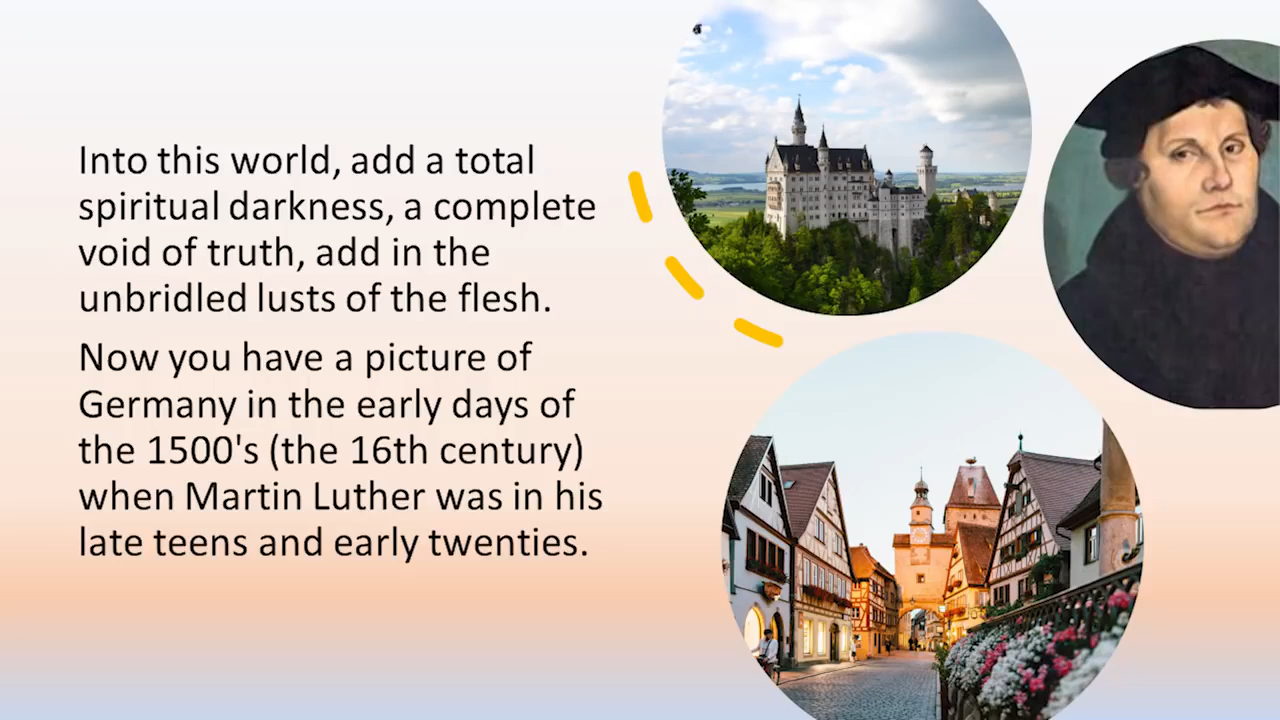 Into this world, add a total
spiritual darkness, a complete
void of truth, add in the
unbridled lusts of the flesh.
Now you have a picture of
Germany in the early days of
the 1500's (the 16th century)
when Martin Luther was in his
late teens and early twenties.